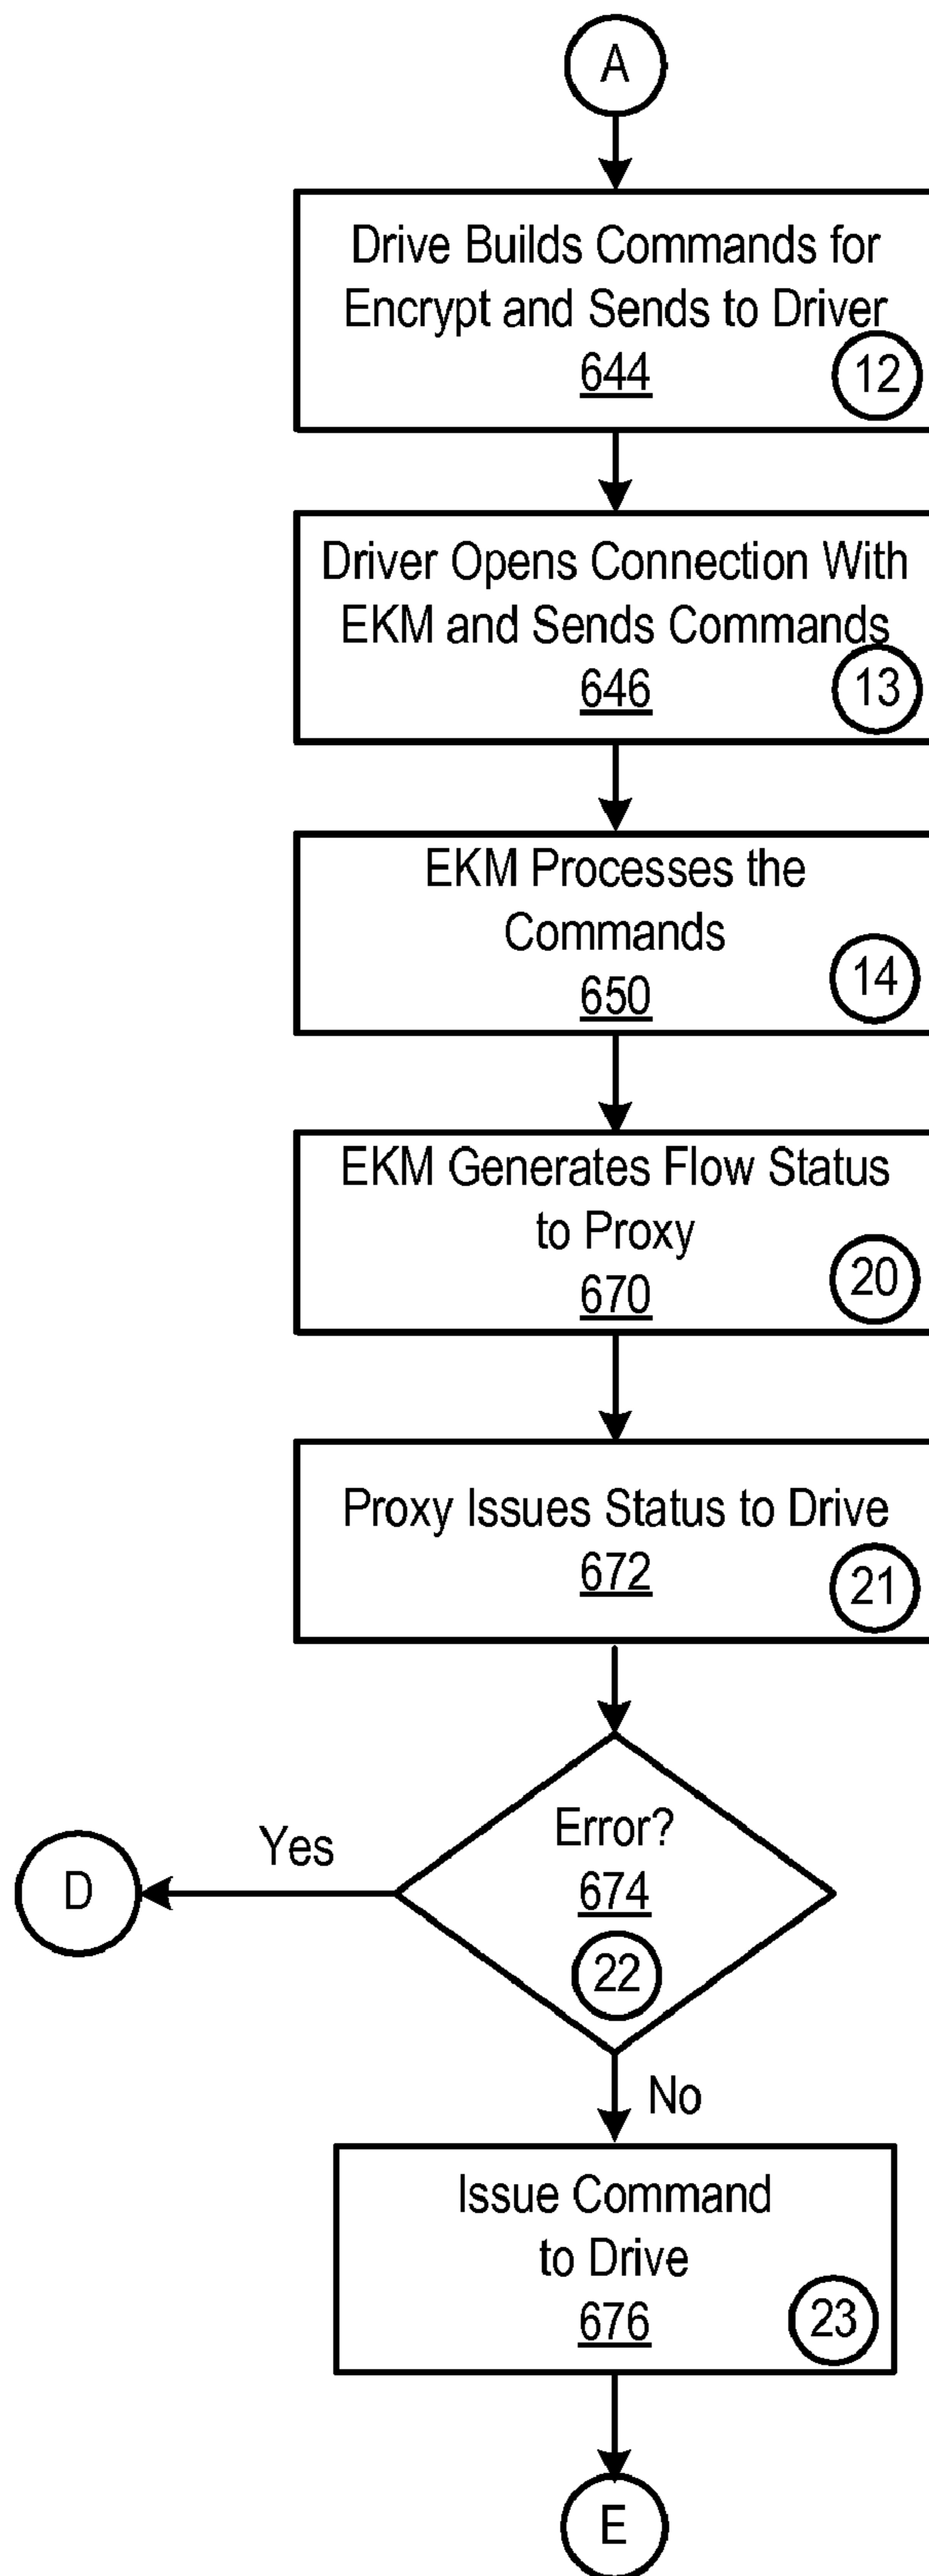 A
Drive Builds Commands for
Encrypt and Sends to Driver
644
12
Driver Opens Connection With
EKM and Sends Commands
646
13
EKM Processes the
Commands
650
14
EKM Generates Flow Status
to Proxy
670
20
Proxy Issues Status to Drive
672
21
Error?
674
22
Yes
D
No
Issue Command
to Drive
676
23
E